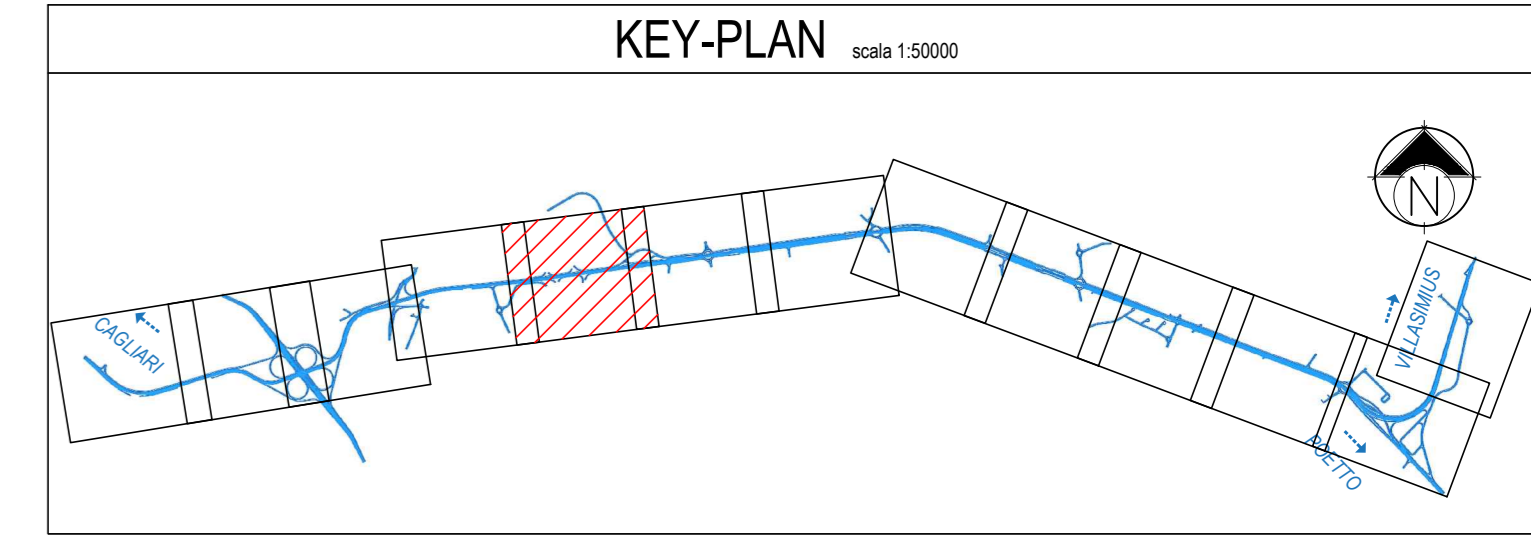 KEY-PLAN scala 1:50000
N
CAGLIARI
VILLASIMIUS
POETTO